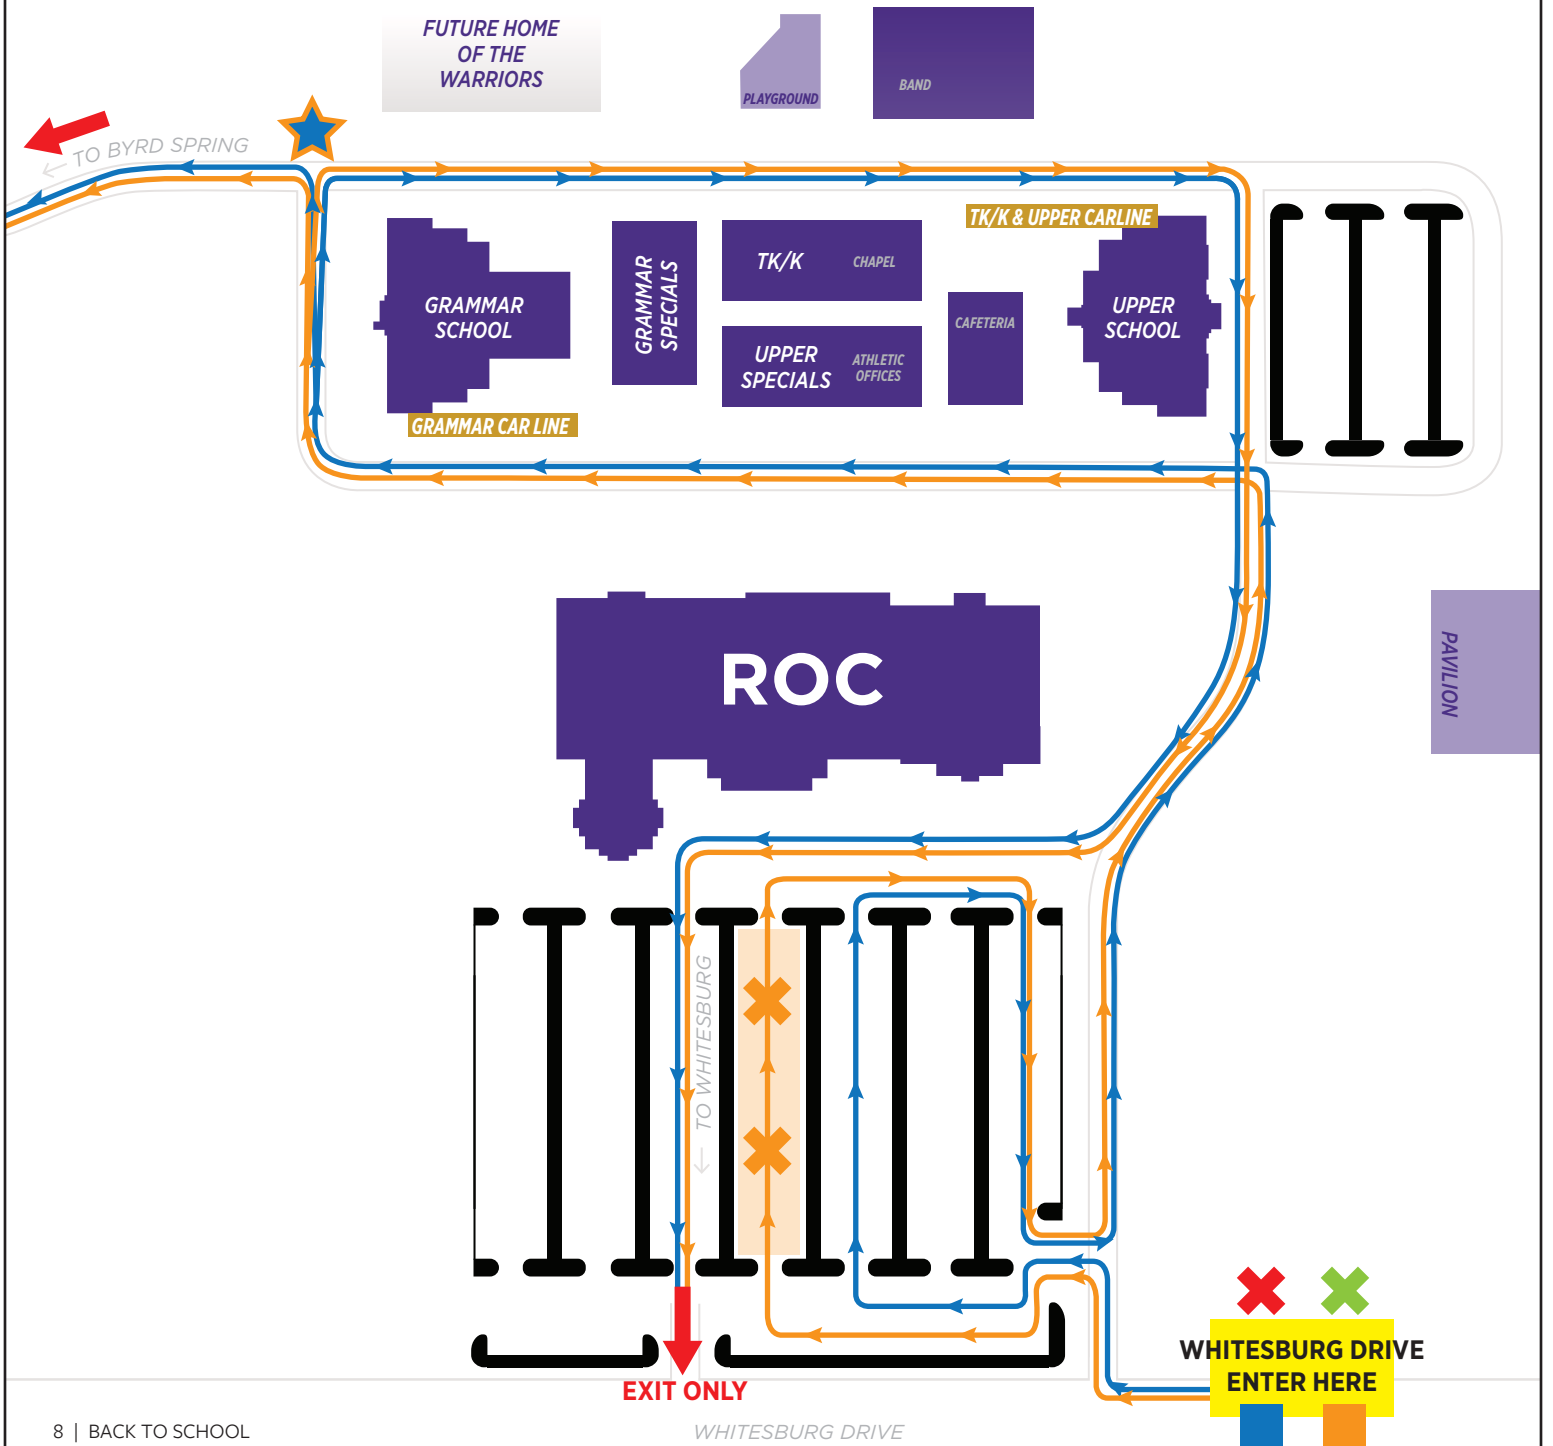 FUTURE HOME
OF THE
WARRIORS
PLAYGROUND
BAND
TO BYRD SPRING
TK/K & UPPER CARLINE
GRAMMAR
SCHOOL
GRAMMAR
SPECIALS
TK/K
CHAPEL
CAFETERIA
UPPER
SCHOOL
UPPER
SPECIALS
ATHLETIC
OFFICES
GRAMMAR CAR LINE
ROC
PAVILION
TO WHITESBURG
WHITESBURG DRIVE
ENTER HERE
EXIT ONLY
8 | BACK TO SCHOOL
WHITESBURG DRIVE